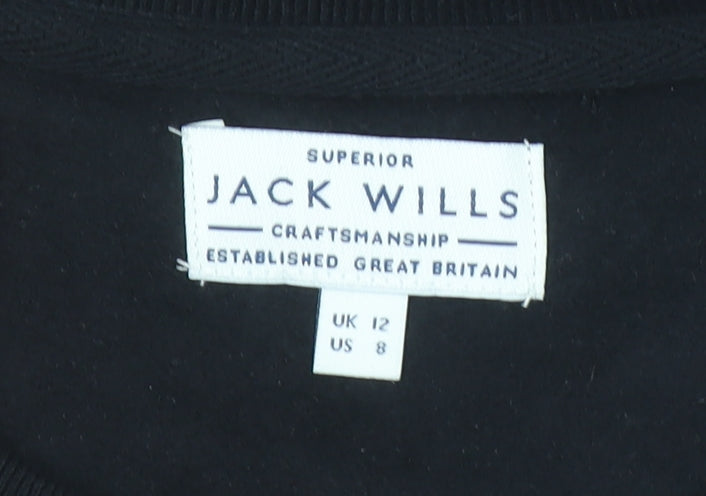 SUPERIOR
JACK WILLS
CRAFTSMANSHIP
ESTABLISHED GREAT BRITAIN
UK 12
US 8